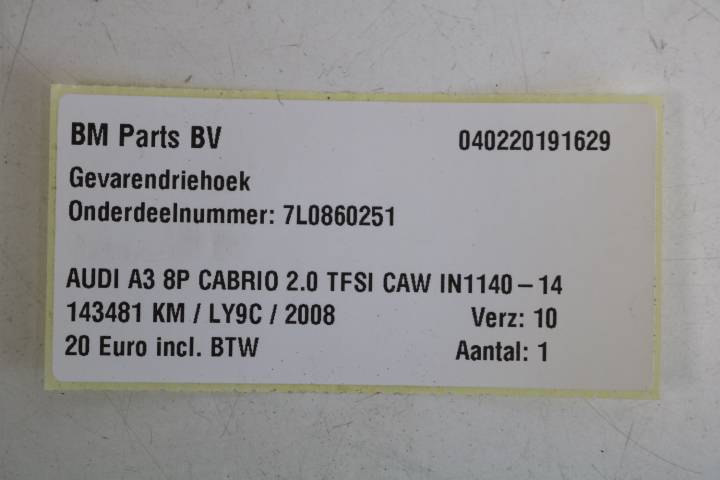 BM Parts BV 040220191629
Gevarendriehoek
Onderdeelnummer: 7L0860251
AUDI A3 8P CABRIO 2.0 TFSI CAW IN1140-14
143481 KM / LY9C / 2008 Verz: 10
20 Euro incl. BTW Aantal: 1